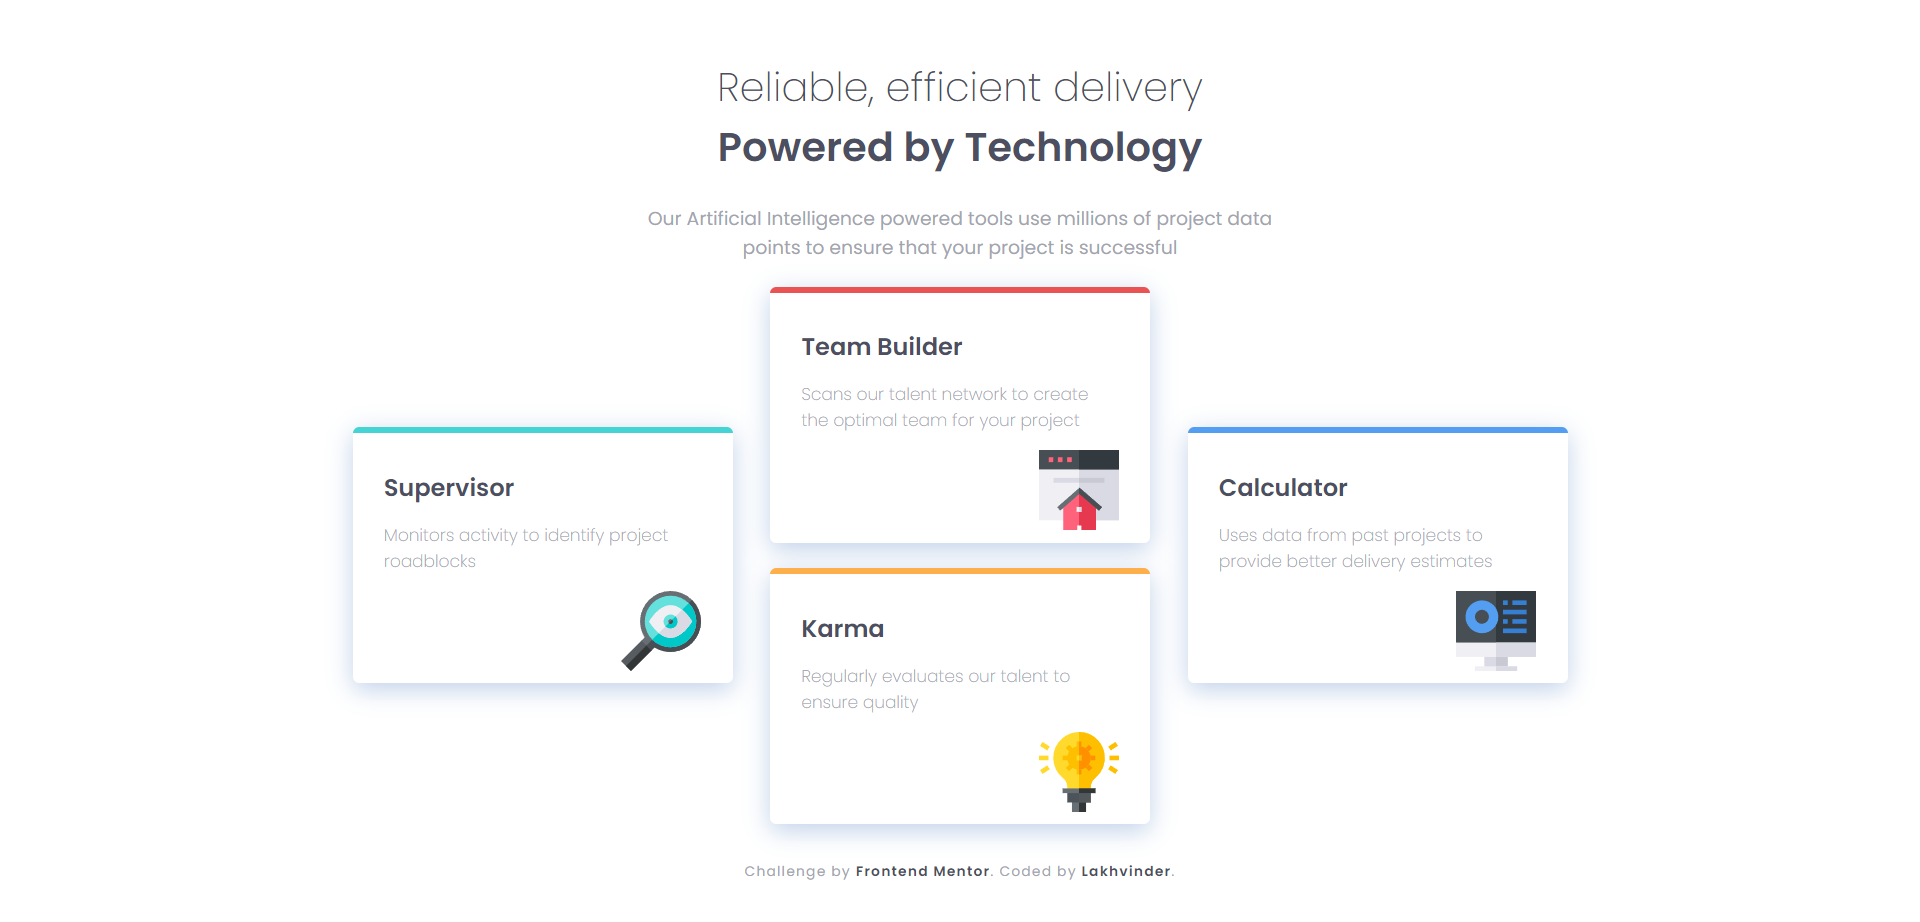 Reliable, efficient delivery
Powered by Technology
Our Artificial Intelligence powered tools use millions of project data
points to ensure that your project is successful
Supervisor
Monitors activity to identify project
roadblocks
Team Builder
Scans our talent network to create
the optimal team for your project
Karma
Regularly evaluates our talent to
ensure quality
Calculator
Uses data from past projects to
provide better delivery estimates
Challenge by Frontend Mentor. Coded by Lakhvinder.